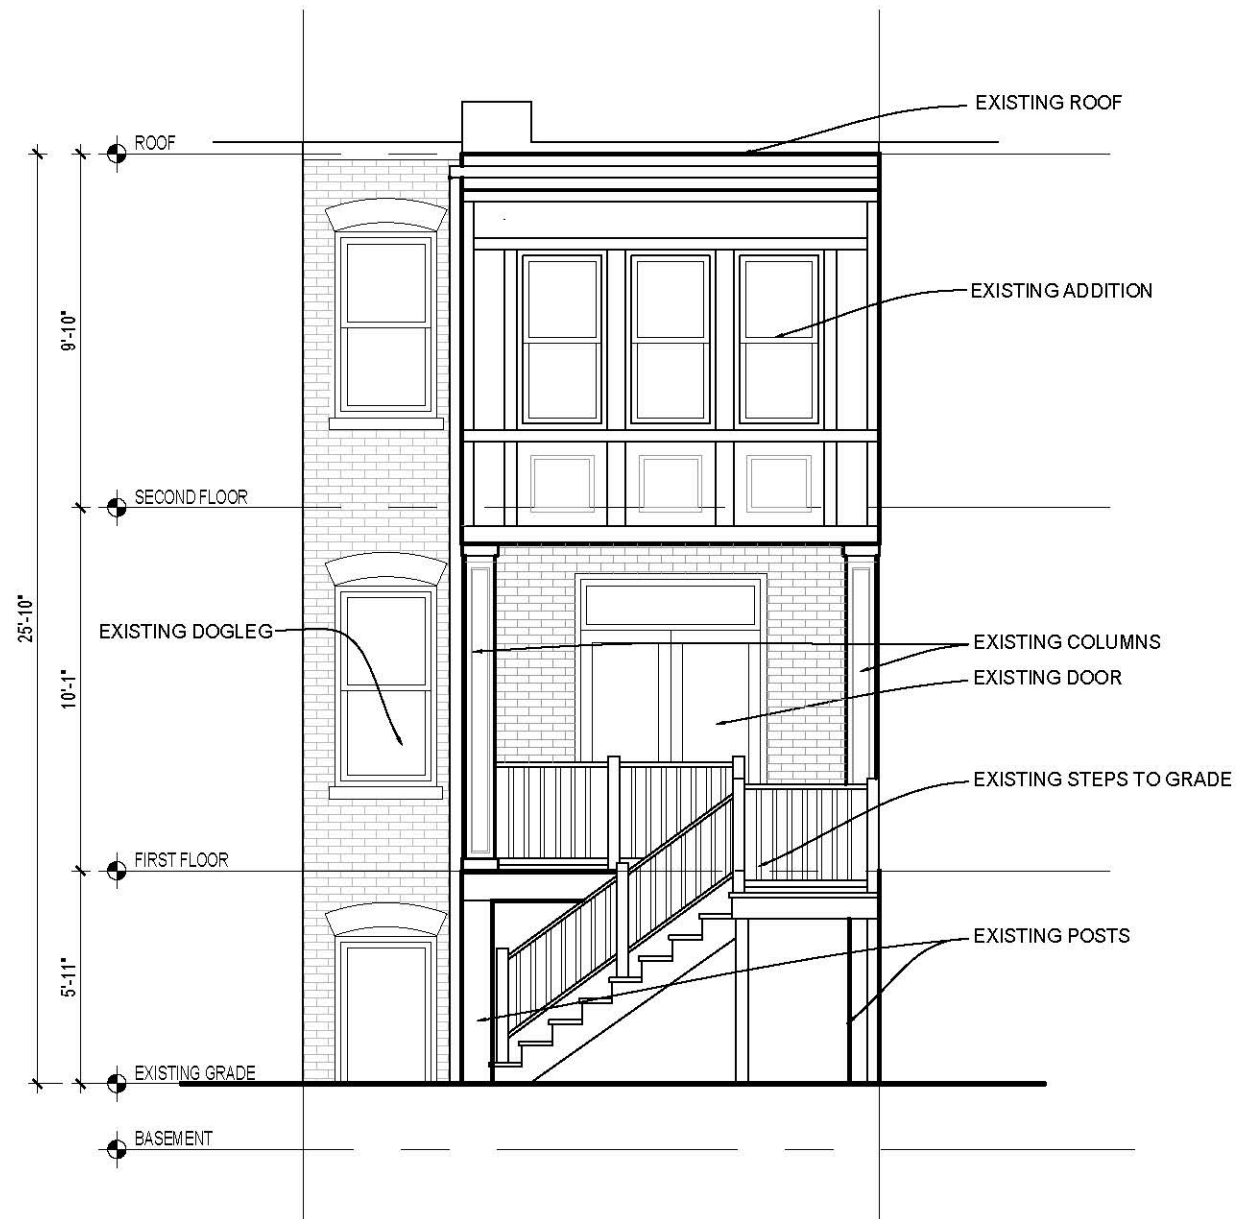 EXISTING ROOF
ROOF
EXISTING ADDITION
9'-10"
SECOND FLOOR
25'-10"
EXISTING DOGLEG
EXISTING COLUMNS
EXISTING DOOR
10'-1"
EXISTING STEPS TO GRADE
FIRST FLOOR
EXISTING POSTS
5'-11"
EXISTING GRADE
BASEMENT